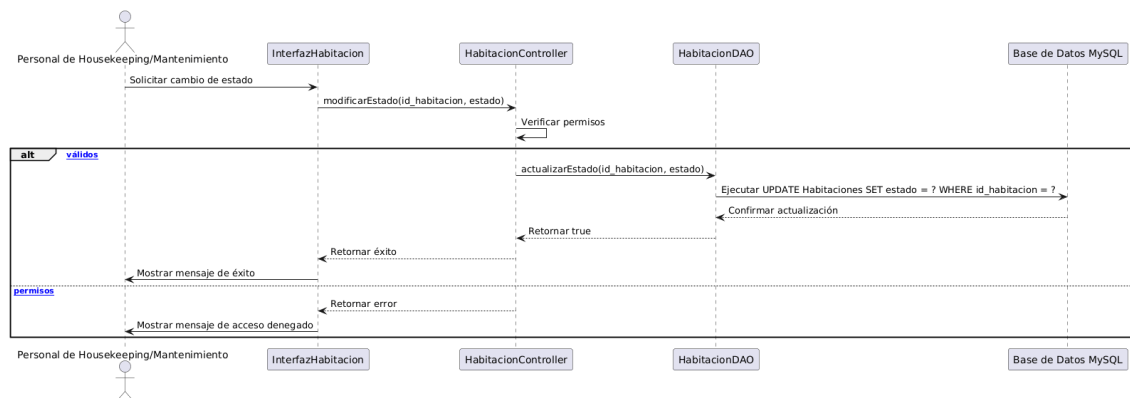 Personal de Housekeeping/Mantenimiento
InterfazHabitacion
HabitacionController
HabitacionDAO
Base de Datos MySQL
Solicitar cambio de estado
modificarEstado(id_habitacion, estado)
Verificar permisos
alt
válidos
actualizarEstado(id_habitacion, estado)
Ejecutar UPDATE Habitaciones SET estado = ? WHERE id_habitacion = ?
Confirmar actualización
Retornar true
Retornar éxito
Mostrar mensaje de éxito
permisos
Retornar error
Mostrar mensaje de acceso denegado
Personal de Housekeeping/Mantenimiento
InterfazHabitacion
HabitacionController
HabitacionDAO
Base de Datos MySQL